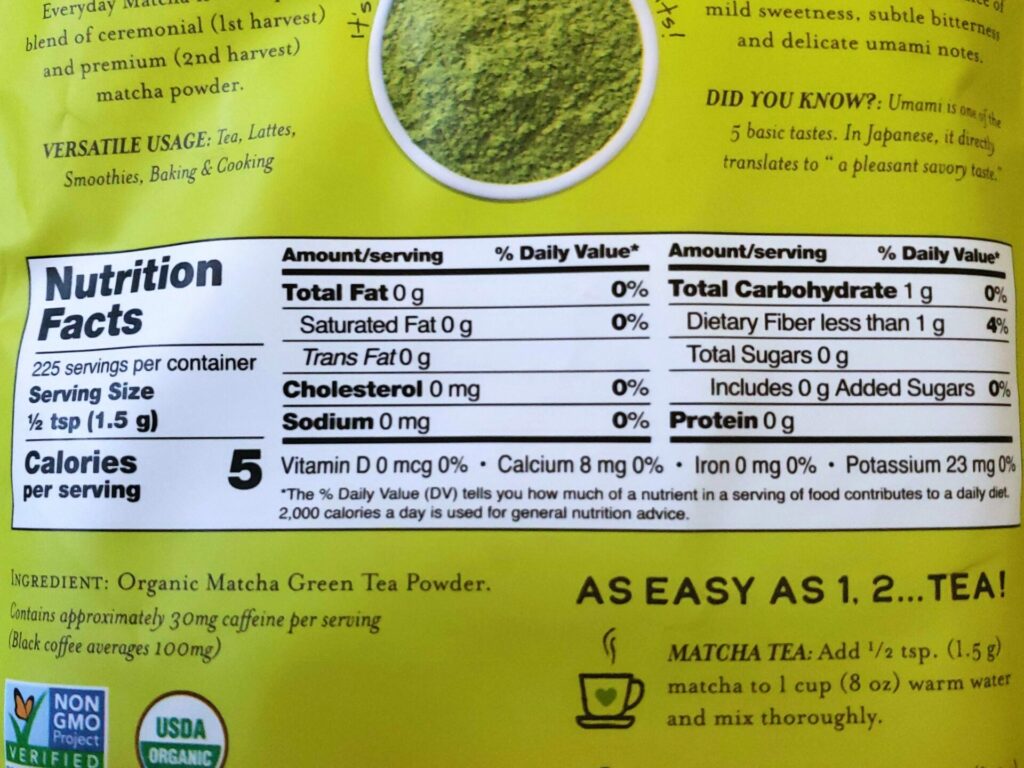 Everyday Matcha
blend of ceremonial (1st harvest)
and premium (2nd harvest)
matcha powder.
VERSATILE USAGE: Tea, Lattes,
Smoothies, Baking & Cooking
it's
its!
mild sweetness, subtle bitterness
and delicate umami notes.
DID YOU KNOW?: Umami is one of the
5 basic tastes. In Japanese, it directly
translates to " a pleasant savory taste."
Nutrition
Facts
225 servings per container
Serving Size
½ tsp (1.5 g)
Calories
per serving
5
Amount/serving % Daily Value*
Total Fat 0 g 0%
Saturated Fat 0 g 0%
Trans Fat 0 g
Cholesterol 0 mg 0%
Sodium 0 mg 0%
Amount/serving % Daily Value*
Total Carbohydrate 1 g 0%
Dietary Fiber less than 1 g 4%
Total Sugars 0 g
Includes 0 g Added Sugars 0%
Protein 0 g
Vitamin D 0 mcg 0% • Calcium 8 mg 0% • Iron 0 mg 0% • Potassium 23 mg 0%
*The % Daily Value (DV) tells you how much of a nutrient in a serving of food contributes to a daily diet.
2,000 calories a day is used for general nutrition advice.
INGREDIENT: Organic Matcha Green Tea Powder.
Contains approximately 30mg caffeine per serving
(Black coffee averages 100mg)
NON
GMO
Project
VERIFIED
USDA
ORGANIC
AS EASY AS 1, 2...TEA!
MATCHA TEA: Add ½ tsp. (1.5 g)
matcha to 1 cup (8 oz) warm water
and mix thoroughly.